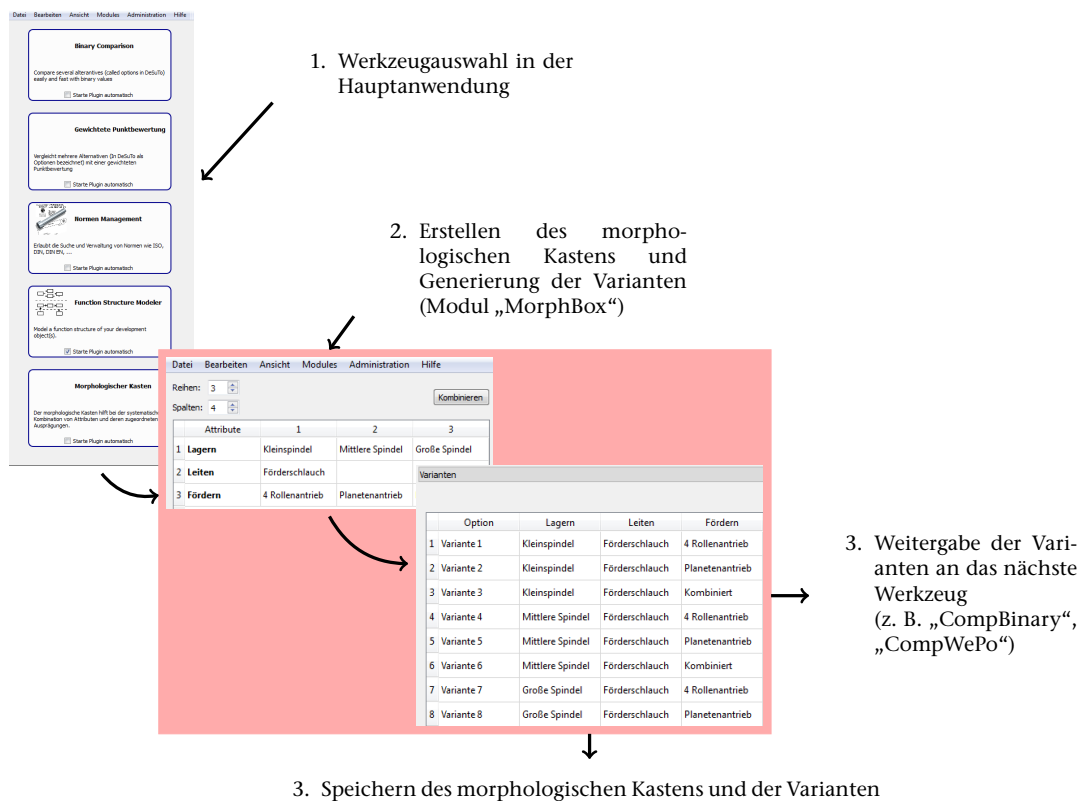 Datei Bearbeiten Ansicht Modules Administration Hilfe
Binary Comparison
Compare several alterantives (called options in DeSuTo)
easily and fast with binary values
Starte Plugin automatisch
Gewichtete Punktbewertung
Vergleicht mehrere Alternativen (In DeSuTo als
Optionen bezeichnet) mit einer gewichteten
Punktbewertung
Starte Plugin automatisch
Normen Management
Erlaubt die Suche und Verwaltung von Normen wie ISO,
DIN, DIN EN, ...
Starte Plugin automatisch
Function Structure Modeler
Model a function structure of your development
object(s).
Starte Plugin automatisch
Morphologischer Kasten
Der morphologische Kasten hilft bei der systematische
Kombination von Attributen und deren zugeordneten
Ausprägungen.
Starte Plugin automatisch
1. Werkzeugauswahl in der
Hauptanwendung
2. Erstellen des morpho-
logischen Kastens und
Generierung der Varianten
(Modul „MorphBox“)
Datei Bearbeiten Ansicht Modules Administration Hilfe
Reihen: 3
Kombinieren
Spalten: 4
Attribute 1 2 3
1 Lagern Kleinspindel Mittlere Spindel Große Spindel
2 Leiten Förderschlauch
3 Fördern 4 Rollenantrieb Planetenantrieb
Varianten
Option Lagern Leiten Fördern
1 Variante 1 Kleinspindel Förderschlauch 4 Rollenantrieb
2 Variante 2 Kleinspindel Förderschlauch Planetenantrieb
3 Variante 3 Kleinspindel Förderschlauch Kombiniert
4 Variante 4 Mittlere Spindel Förderschlauch 4 Rollenantrieb
5 Variante 5 Mittlere Spindel Förderschlauch Planetenantrieb
6 Variante 6 Mittlere Spindel Förderschlauch Kombiniert
7 Variante 7 Große Spindel Förderschlauch 4 Rollenantrieb
8 Variante 8 Große Spindel Förderschlauch Planetenantrieb
3. Weitergabe der Vari-
anten an das nächste
Werkzeug
(z. B. „CompBinary“,
„CompWePo“)
3. Speichern des morphologischen Kastens und der Varianten